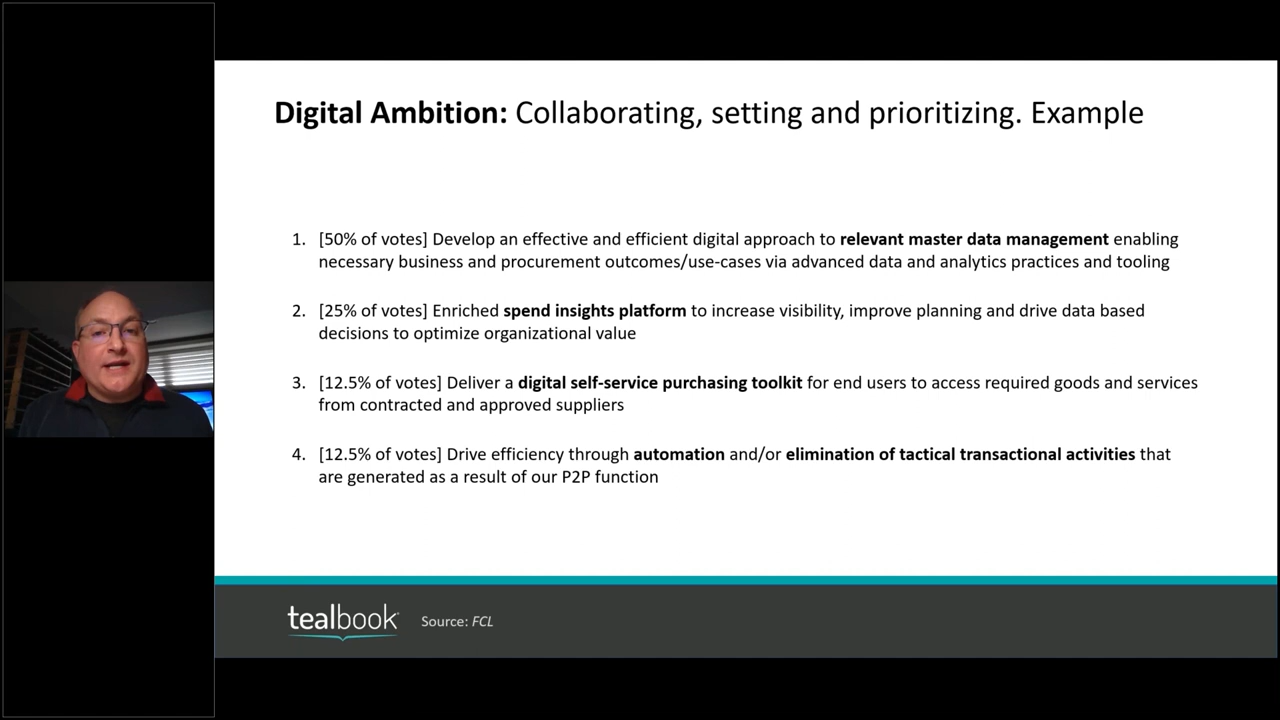 Digital Ambition: Collaborating, setting and prioritizing. Example
1. [50% of votes] Develop an effective and efficient digital approach to relevant master data management enabling
necessary business and procurement outcomes/use-cases via advanced data and analytics practices and tooling
2. [25% of votes] Enriched spend insights platform to increase visibility, improve planning and drive data based
decisions to optimize organizational value
3. [12.5% of votes] Deliver a digital self-service purchasing toolkit for end users to access required goods and services
from contracted and approved suppliers
4. [12.5% of votes] Drive efficiency through automation and/or elimination of tactical transactional activities that
are generated as a result of our P2P function
tealbook
Source: FCL